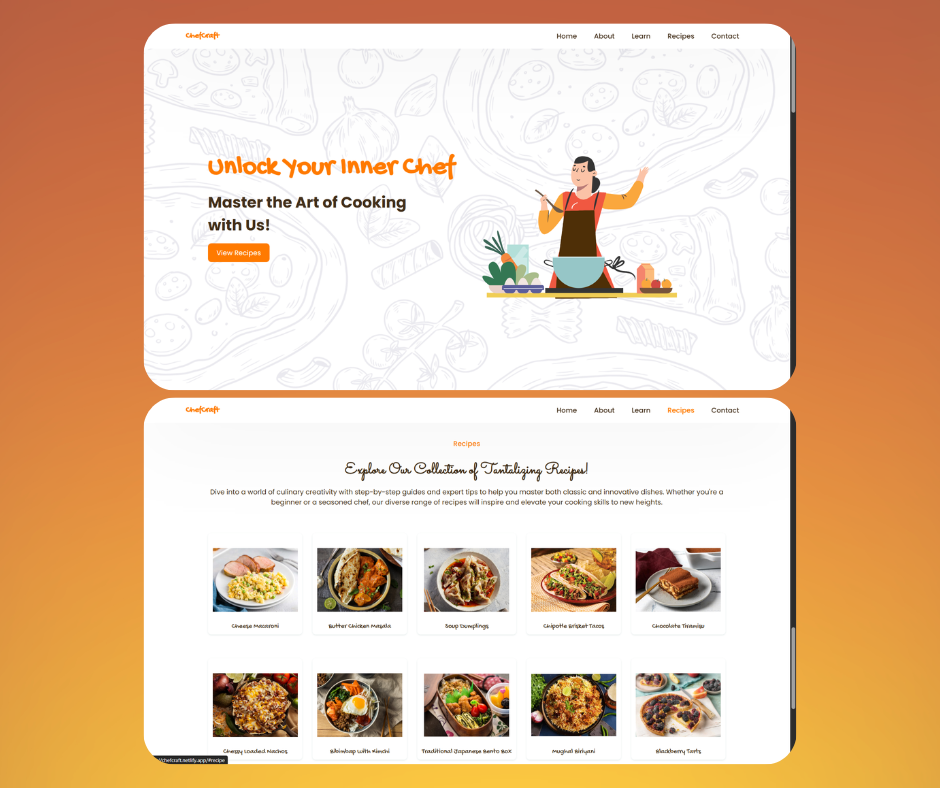 ChefCraft
Home About Learn Recipes Contact
Unlock Your Inner Chef
Master the Art of Cooking
with Us!
View Recipes
ChefCraft
Home About Learn Recipes Contact
Recipes
Explore Our Collection of Tantalizing Recipes!
Dive into a world of culinary creativity with step-by-step guides and expert tips to help you master both classic and innovative dishes. Whether you're a
beginner or a seasoned chef, our diverse range of recipes will inspire and elevate your cooking skills to new heights.
Cheese Macaroni Butter Chicken Masala Soup Dumplings Chipotle Brisket Tacos Chocolate Tiramisu
Cheesy Loaded Nachos Bibimbap with Kimchi Traditional Japanese Bento Box Mughal Biriyani Blackberry Tarts
//chefcraft.netlify.app/#recipe